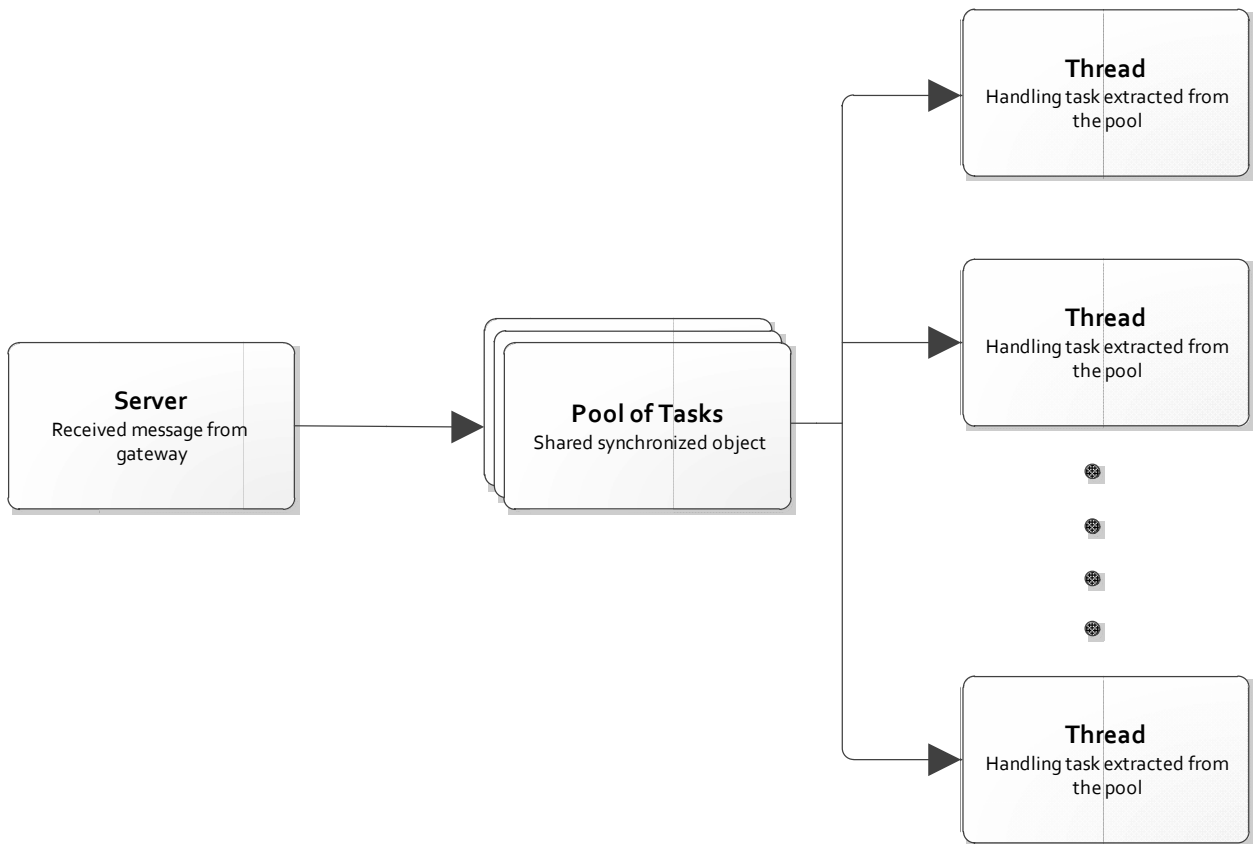 Server
Received message from
gateway
Pool of Tasks
Shared synchronized object
Thread
Handling task extracted from
the pool
Thread
Handling task extracted from
the pool
Thread
Handling task extracted from
the pool